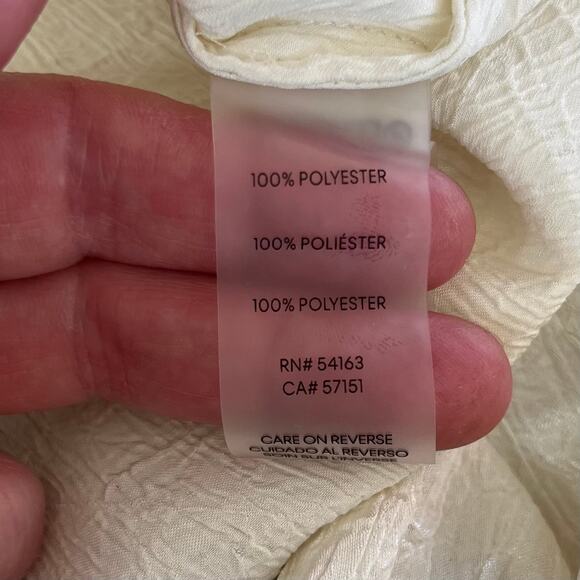 100% POLYESTER
100% POLIÉSTER
100% POLYESTER
RN# 54163
CA# 57151
CARE ON REVERSE
CUIDADO AL REVERSO
SOIN SUR L'INVERSE